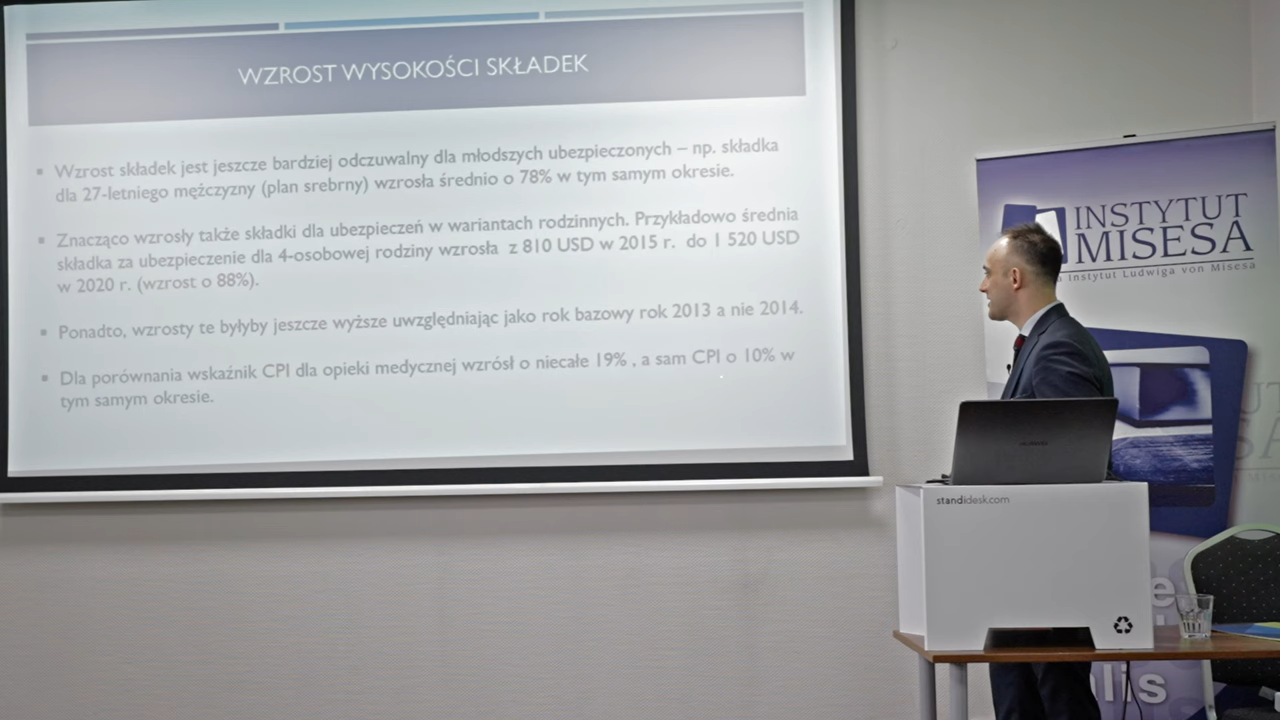 WZROST WYSOKOŚCI SKŁADEK
▪ Wzrost składek jest jeszcze bardziej odczuwalny dla młodszych ubezpieczonych – np. składka
dla 27-letniego mężczyzny (plan srebrny) wzrosła średnio o 78% w tym samym okresie.
▪ Znacząco wzrosły także składki dla ubezpieczeń w wariantach rodzinnych. Przykładowo średnia
składka za ubezpieczenie dla 4-osobowej rodziny wzrosła z 810 USD w 2015 r. do 1 520 USD
w 2020 r. (wzrost o 88%).
▪ Ponadto, wzrosty te byłyby jeszcze wyższe uwzględniając jako rok bazowy rok 2013 a nie 2014.
▪ Dla porównania wskaźnik CPI dla opieki medycznej wzrósł o niecałe 19% , a sam CPI o 10% w
tym samym okresie.
INSTYTUT
MISESA
Instytut Ludwiga von Misesa
standidesk.com